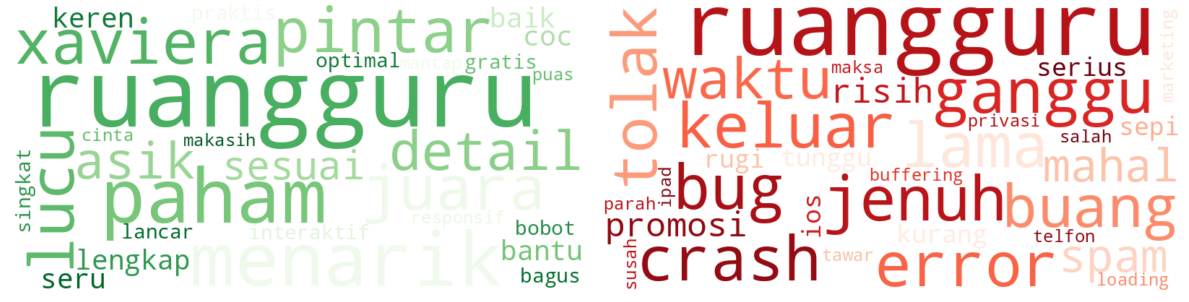 keren
praktis
baik
xaviera
pintar
coc
optimal
mantap
gratis
puas
ruangguru
cinta
makasih
singkat
lucu
asik
sesuai
detail
paham
juara
responsif
lancar
interaktif
bobot
lengkap
menarik
bantu
seru
bagus
tolak
ruangguru
marketing
waktu
maksa
serius
risih
ganggu
keluar
privasi
salah
sepi
rugi
tunggu
lama
mahal
ipad
bug
buffering
parah
jenuh
buang
promosi
ios
kurang
telfon
susah
crash
tawar
error
spam
loading